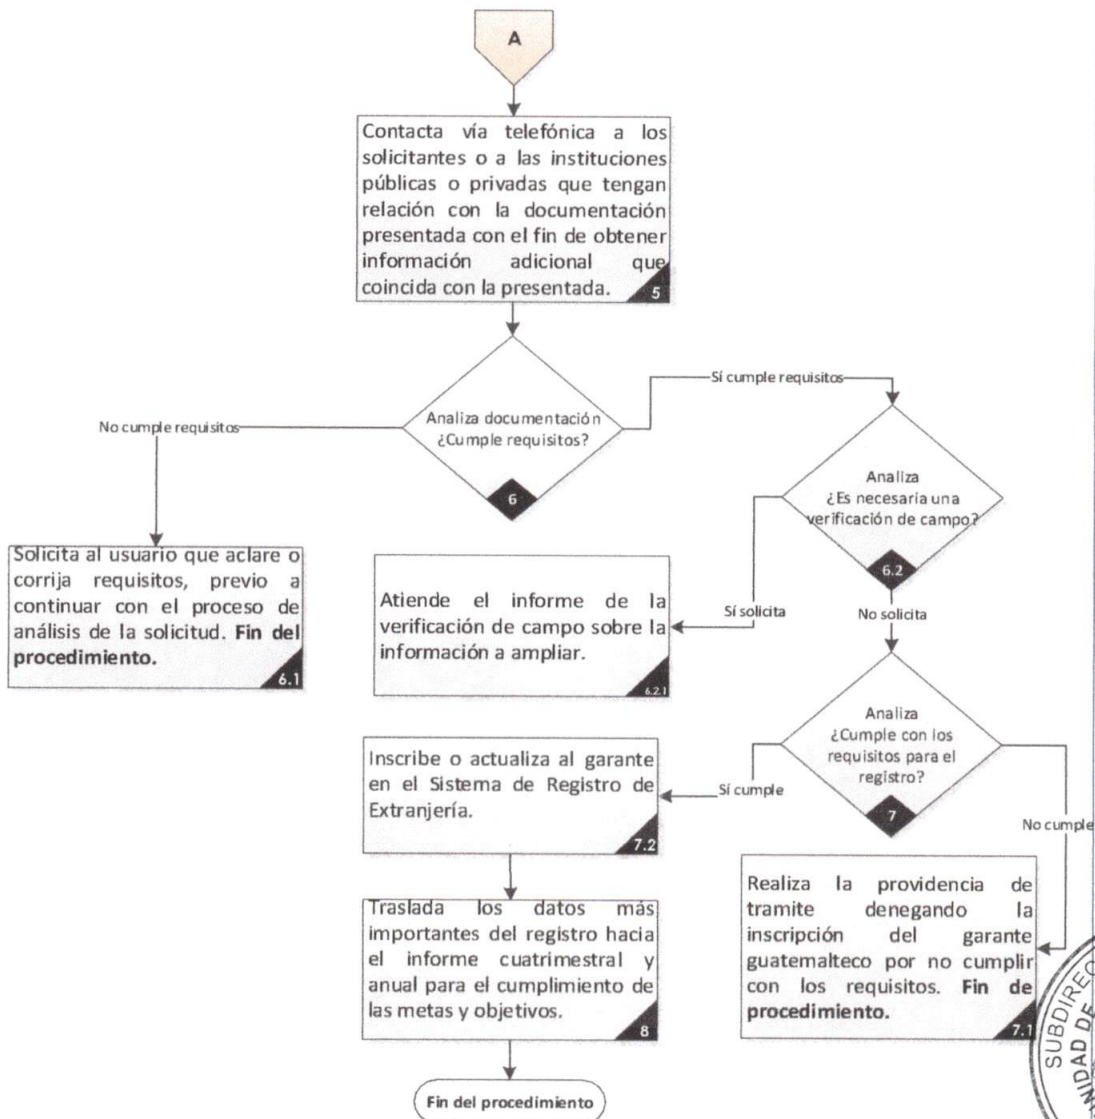 A
Contacta vía telefónica a los
solicitantes o a las instituciones
públicas o privadas que tengan
relación con la documentación
presentada con el fin de obtener
información adicional que
coincida con la presentada.
5
Analiza documentación
¿Cumple requisitos?
6
No cumple requisitos
Sí cumple requisitos
Solicita al usuario que aclare o
corrija requisitos, previo a
continuar con el proceso de
análisis de la solicitud. Fin del
procedimiento.
6.1
Analiza
¿Es necesaria una
verificación de campo?
6.2
Sí solicita
No solicita
Atiende el informe de la
verificación de campo sobre la
información a ampliar.
6.2.1
Analiza
¿Cumple con los
requisitos para el
registro?
7
Sí cumple
No cumple
Inscribe o actualiza al garante
en el Sistema de Registro de
Extranjería.
7.2
Realiza la providencia de
tramite denegando la
inscripción del garante
guatemalteco por no cumplir
con los requisitos. Fin de
procedimiento.
7.1
Traslada los datos más
importantes del registro hacia
el informe cuatrimestral y
anual para el cumplimiento de
las metas y objetivos.
8
Fin del procedimiento